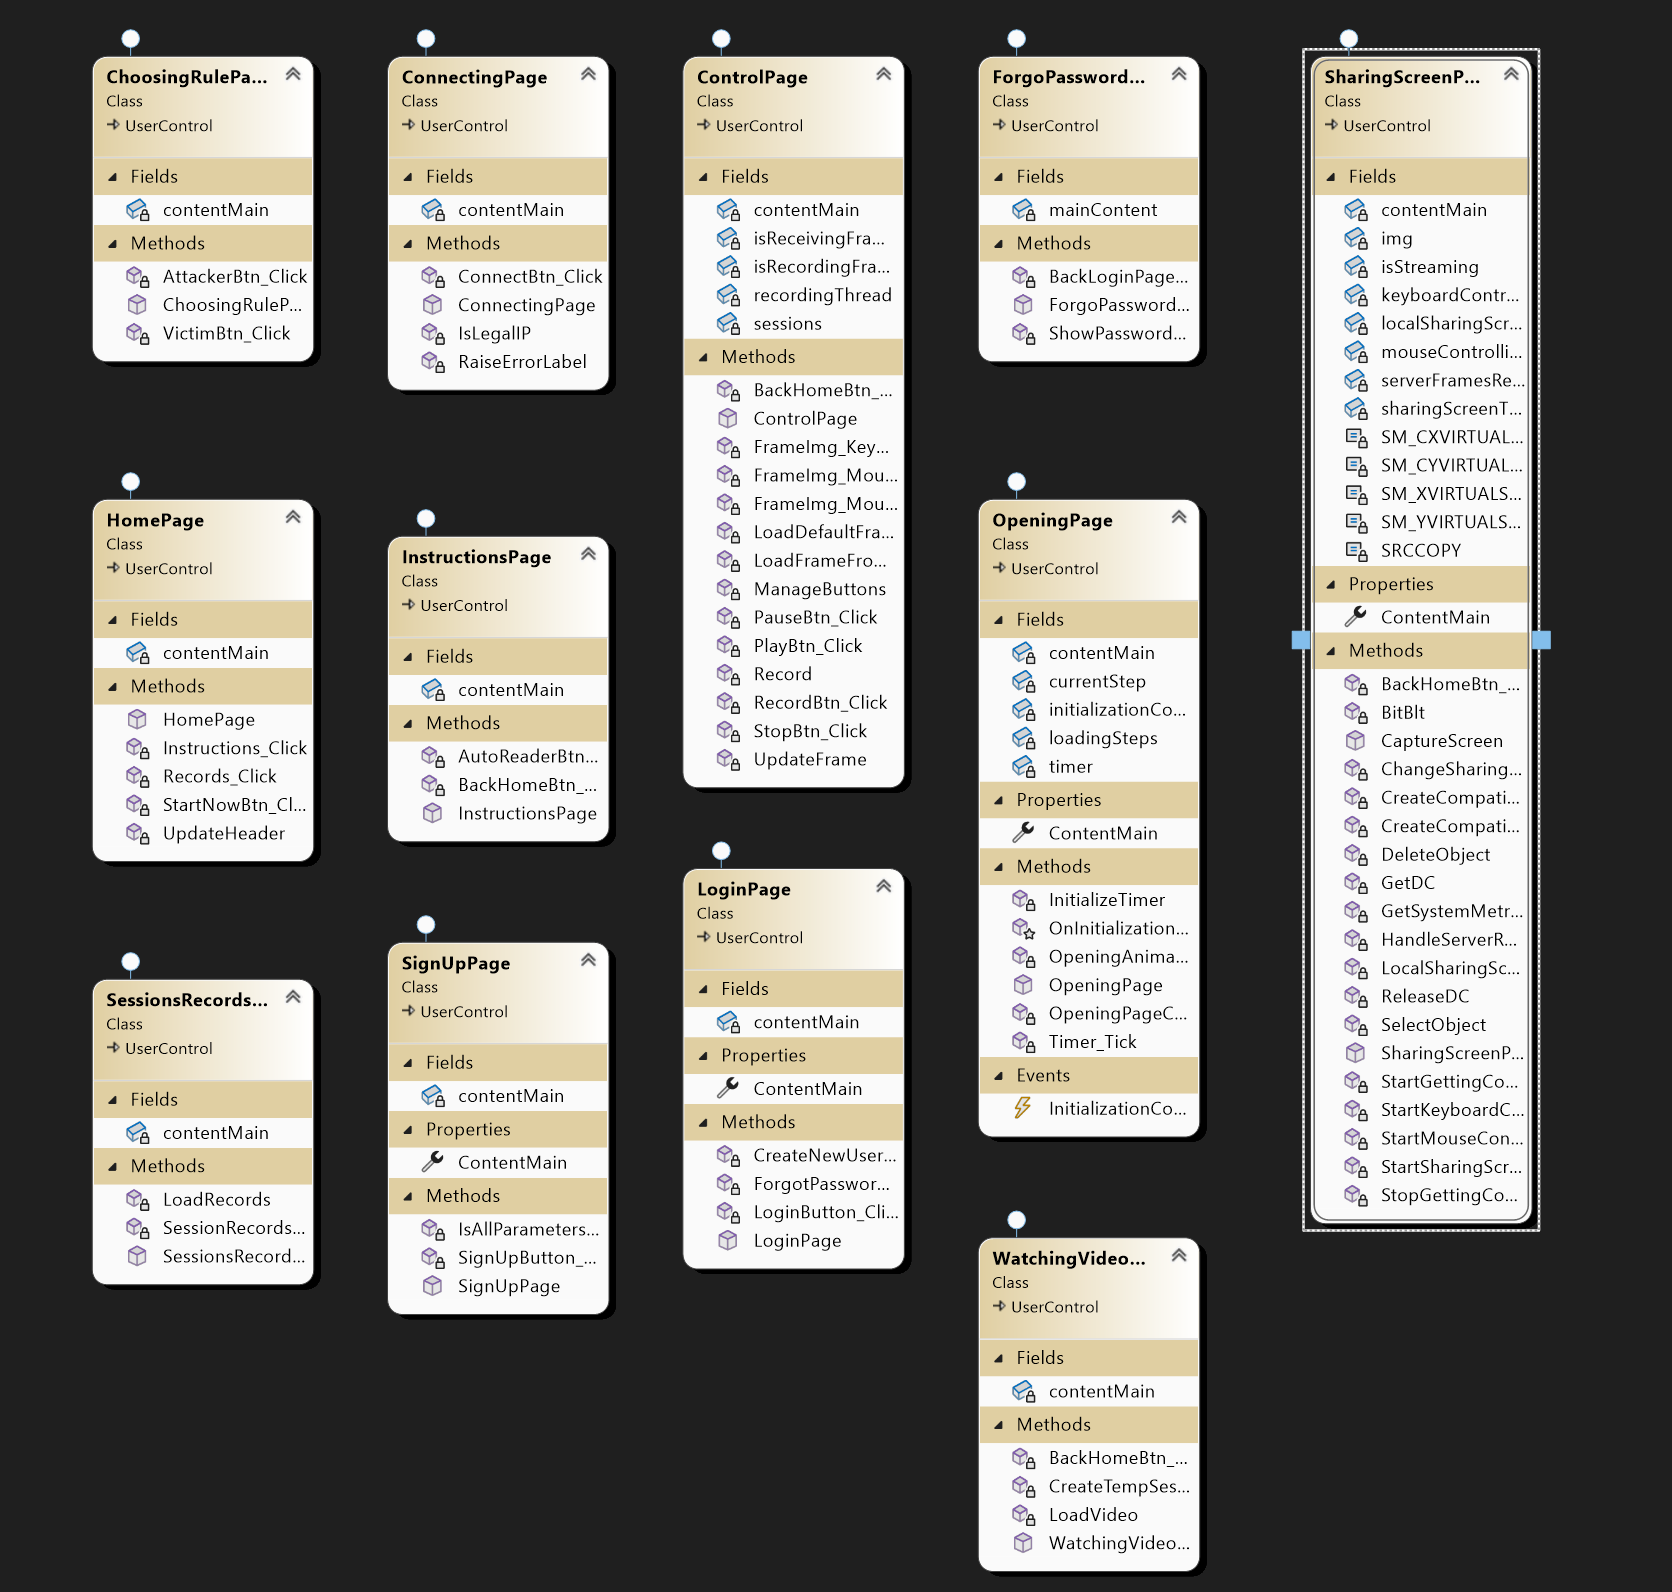 ChoosingRulePa...
Class
UserControl
Fields
contentMain
Methods
AttackerBtn_Click
ChoosingRuleP...
VictimBtn_Click
ConnectingPage
Class
UserControl
Fields
contentMain
Methods
ConnectBtn_Click
ConnectingPage
IsLegalIP
RaiseErrorLabel
ControlPage
Class
UserControl
Fields
contentMain
isReceivingFra...
isRecordingFra...
recordingThread
sessions
Methods
BackHomeBtn_...
ControlPage
FrameImg_Key...
FrameImg_Mou...
FrameImg_Mou...
LoadDefaultFra...
LoadFrameFro...
ManageButtons
PauseBtn_Click
PlayBtn_Click
Record
RecordBtn_Click
StopBtn_Click
UpdateFrame
ForgoPassword...
Class
UserControl
Fields
mainContent
Methods
BackLoginPage...
ForgoPassword...
ShowPassword...
SharingScreenP...
Class
UserControl
Fields
contentMain
img
isStreaming
keyboardContr...
localSharingScr...
mouseControlli...
serverFramesRe...
sharingScreenT...
SM_CXVIRTUAL...
SM_CYVIRTUAL...
SM_XVIRTUALS...
SM_YVIRTUALS...
SRCCOPY
Properties
ContentMain
Methods
BackHomeBtn_...
BitBlt
CaptureScreen
ChangeSharing...
CreateCompati...
CreateCompati...
DeleteObject
GetDC
GetSystemMetr...
HandleServerR...
LocalSharingSc...
ReleaseDC
SelectObject
SharingScreenP...
StartGettingCo...
StartKeyboardC...
StartMouseCon...
StartSharingScr...
StopGettingCo...
HomePage
Class
UserControl
Fields
contentMain
Methods
HomePage
Instructions_Click
Records_Click
StartNowBtn_Cl...
UpdateHeader
InstructionsPage
Class
UserControl
Fields
contentMain
Methods
AutoReaderBtn...
BackHomeBtn_...
InstructionsPage
OpeningPage
Class
UserControl
Fields
contentMain
currentStep
initializationCo...
loadingSteps
timer
Properties
ContentMain
Methods
InitializeTimer
OnInitialization...
OpeningAnima...
OpeningPage
OpeningPageC...
Timer_Tick
Events
InitializationCo...
LoginPage
Class
UserControl
Fields
contentMain
Properties
ContentMain
Methods
CreateNewUser...
ForgotPasswor...
LoginButton_Cli...
LoginPage
SessionsRecords...
Class
UserControl
Fields
contentMain
Methods
LoadRecords
SessionRecords...
SessionsRecord...
SignUpPage
Class
UserControl
Fields
contentMain
Properties
ContentMain
Methods
IsAllParameters...
SignUpButton_...
SignUpPage
WatchingVideo...
Class
UserControl
Fields
contentMain
Methods
BackHomeBtn_...
CreateTempSes...
LoadVideo
WatchingVideo...